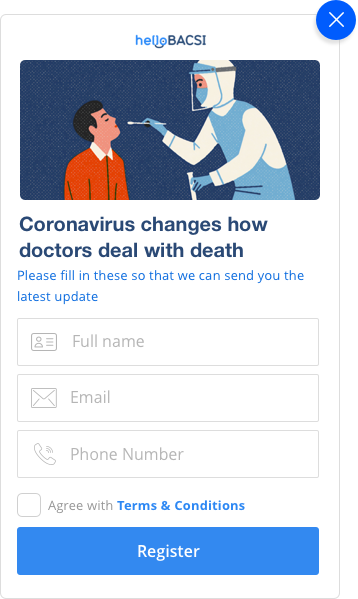 helloBACSI
Coronavirus changes how
doctors deal with death
Please fill in these so that we can send you the
latest update
Full name
Email
Phone Number
Agree with Terms & Conditions
Register